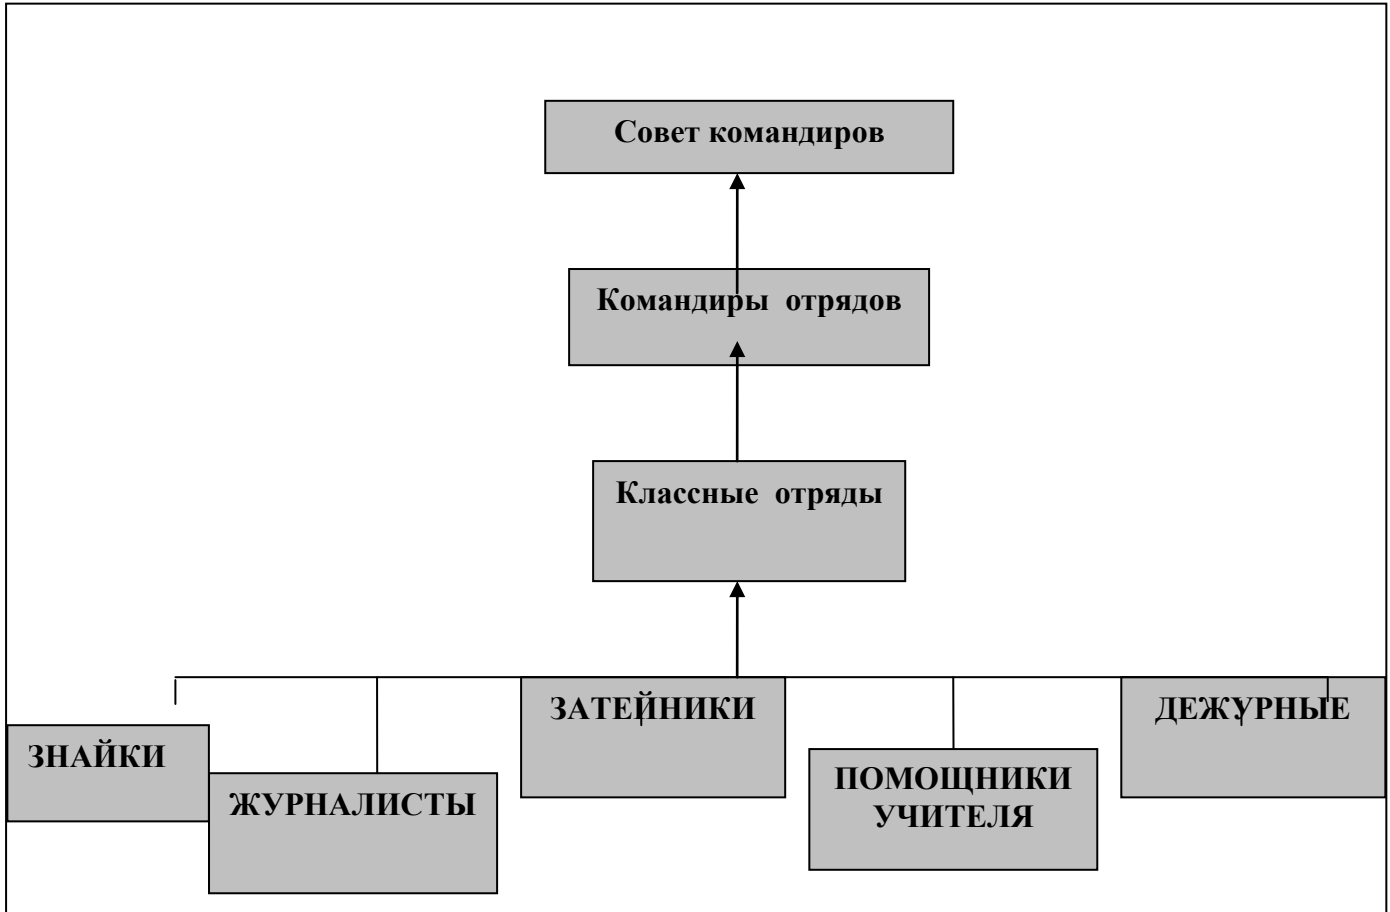 Совет командиров
Командиры отрядов
Классные отряды
ЗАТЕЙНИКИ
ДЕЖУРНЫЕ
ЗНАЙКИ
ЖУРНАЛИСТЫ
ПОМОЩНИКИ
УЧИТЕЛЯ